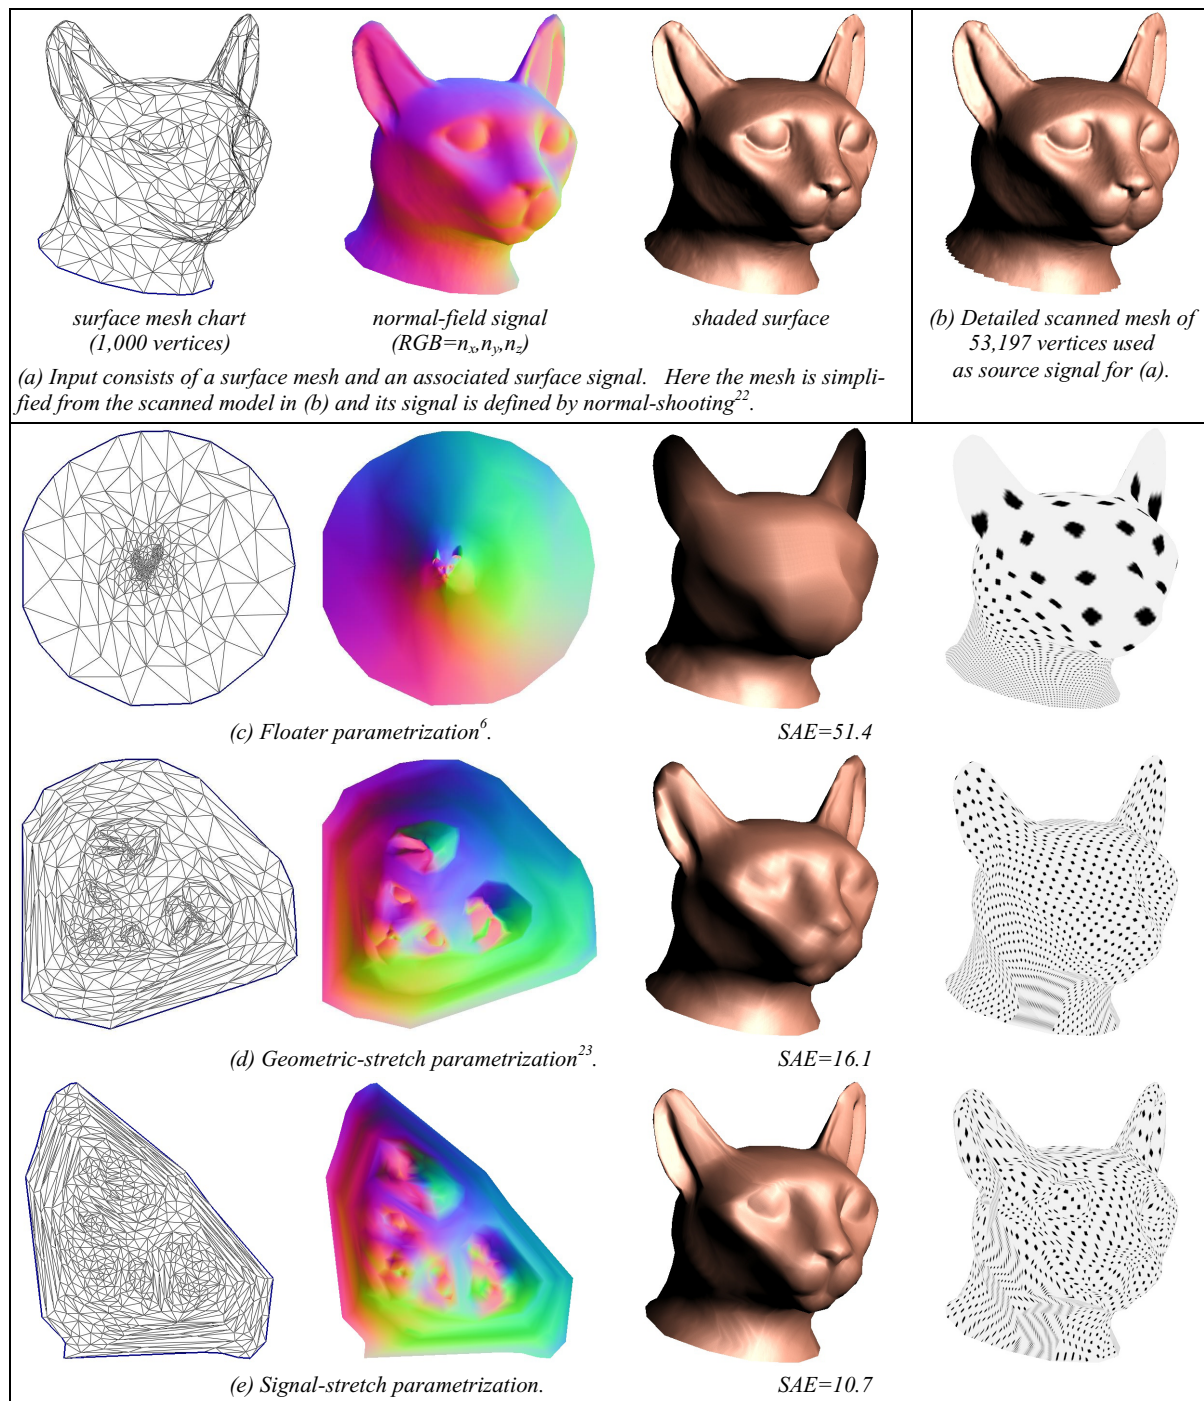 surface mesh chart
(1,000 vertices)
normal-field signal
(RGB=nx,ny,nz)
shaded surface
(b) Detailed scanned mesh of
53,197 vertices used
as source signal for (a).
(a) Input consists of a surface mesh and an associated surface signal. Here the mesh is simpli-
fied from the scanned model in (b) and its signal is defined by normal-shooting22.
(c) Floater parametrization6.
SAE=51.4
(d) Geometric-stretch parametrization23.
SAE=16.1
(e) Signal-stretch parametrization.
SAE=10.7